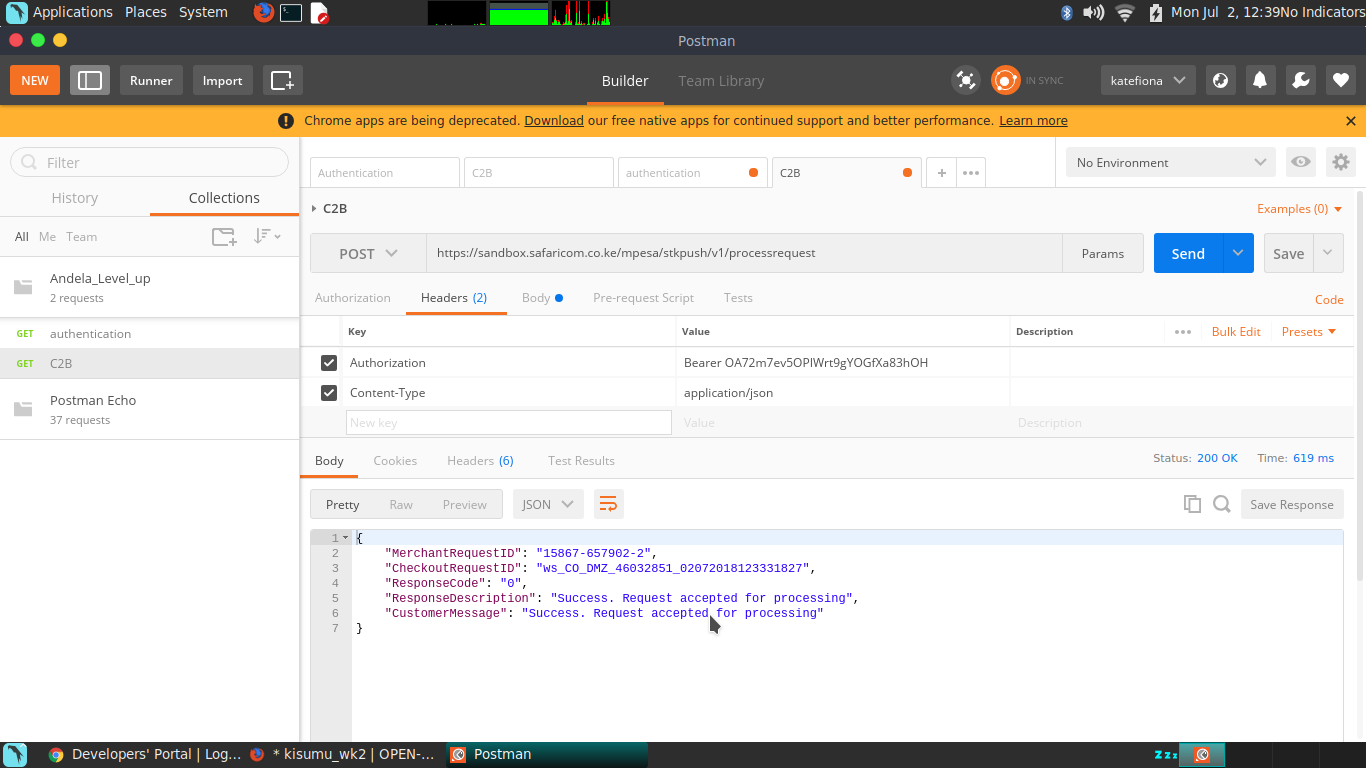 Applications Places System Mon Jul 2, 12:39No Indicators
Postman
NEW Runner Import Builder Team Library IN SYNC katefiona
Chrome apps are being deprecated. Download our free native apps for continued support and better performance. Learn more
Filter
History Collections
All Me Team
Andela_Level_up
2 requests
GET authentication
GET C2B
Postman Echo
37 requests
Authentication C2B authentication C2B No Environment
C2B Examples (0)
POST https://sandbox.safaricom.co.ke/mpesa/stkpush/v1/processrequest Params Send Save
Authorization Headers (2) Body Pre-request Script Tests Code
Key Value Description Bulk Edit Presets
Authorization Bearer OA72m7ev5OPIWrt9gYOGfXa83hOH
Content-Type application/json
New key Value Description
Body Cookies Headers (6) Test Results Status: 200 OK Time: 619 ms
Pretty Raw Preview JSON Save Response
1 {
2 "MerchantRequestID": "15867-657902-2",
3 "CheckoutRequestID": "ws_CO_DMZ_46032851_02072018123331827",
4 "ResponseCode": "0",
5 "ResponseDescription": "Success. Request accepted for processing",
6 "CustomerMessage": "Success. Request accepted for processing"
7 }
Developers' Portal | Log... * kisumu_wk2 | OPEN-... Postman zzz